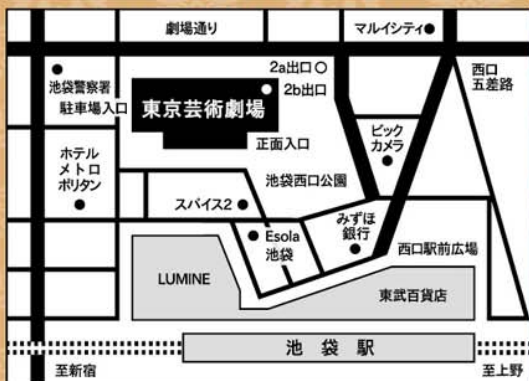 劇場通り
マルイシティ
2a出口
2b出口
西口
五差路
池袋警察署
駐車場入口
東京芸術劇場
正面入口
ビック
カメラ
ホテル
メトロ
ポリタン
池袋西口公園
スパイス2
Esola
池袋
みずほ
銀行
西口駅前広場
LUMINE
東武百貨店
池袋駅
至新宿
至上野